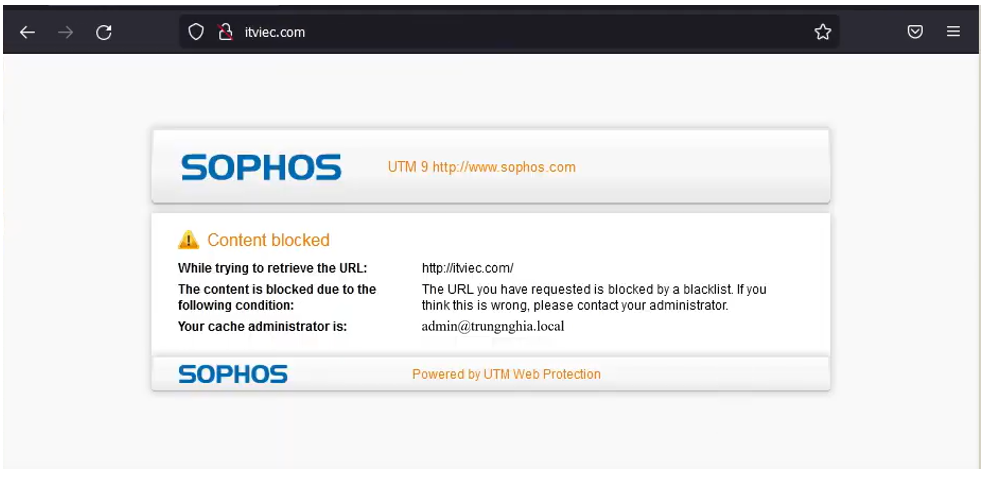 itviec.com
SOPHOS UTM 9 http://www.sophos.com
Content blocked
While trying to retrieve the URL: http://itviec.com/
The content is blocked due to the following condition: The URL you have requested is blocked by a blacklist. If you think this is wrong, please contact your administrator.
Your cache administrator is: admin@trungnghia.local
SOPHOS Powered by UTM Web Protection